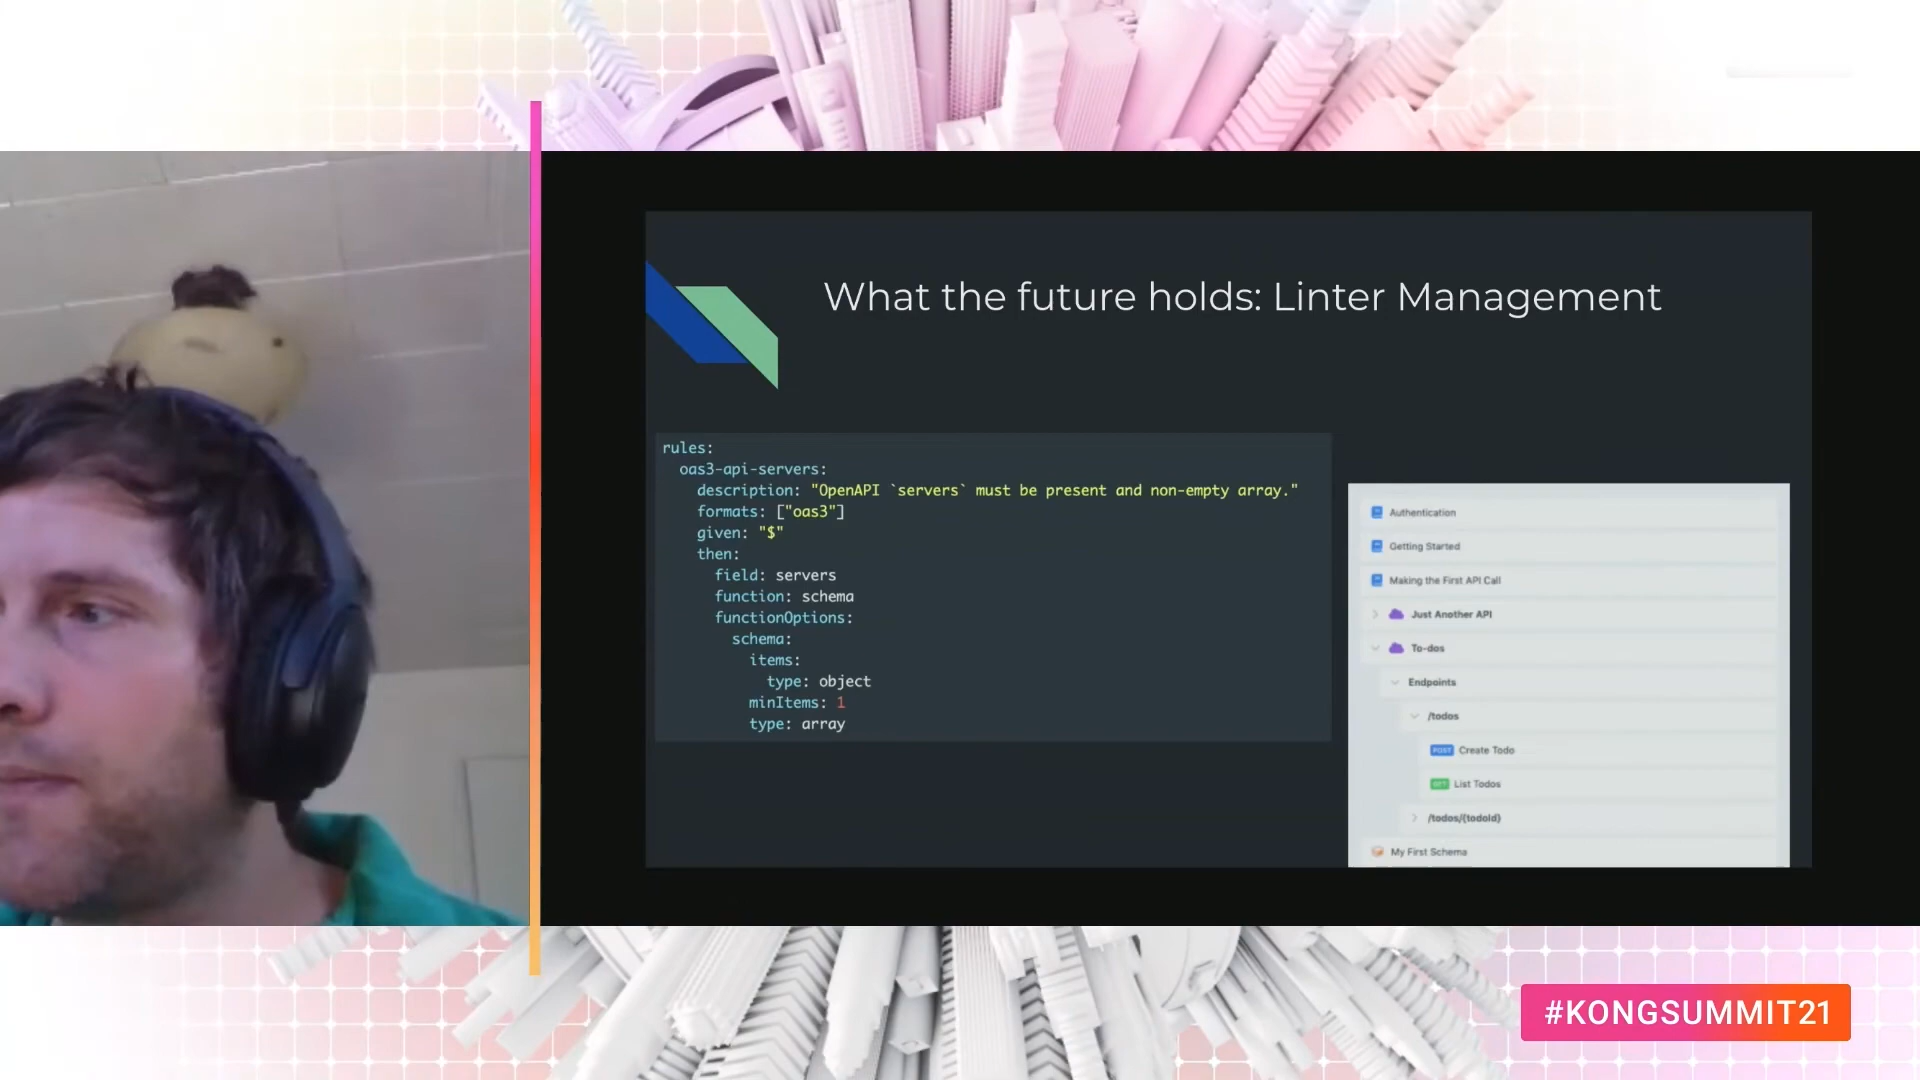 What the future holds: Linter Management
rules:
oas3-api-servers:
description: "OpenAPI `servers` must be present and non-empty array."
formats: ["oas3"]
given: "$"
then:
field: servers
function: schema
functionOptions:
schema:
items:
type: object
minItems: 1
type: array
Authentication
Getting Started
Making the First API Call
Just Another API
To-dos
Endpoints
/todos
POST Create Todo
GET List Todos
/todos/{todoId}
My First Schema
#KONGSUMMIT21